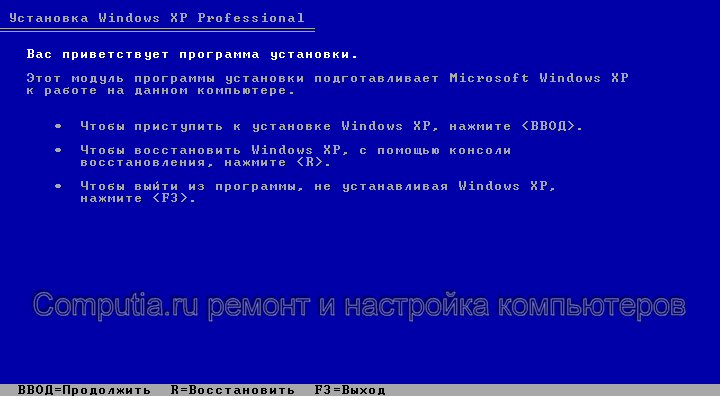 Установка Windows XP Professional
Вас приветствует программа установки.
Этот модуль программы установки подготавливает Microsoft Windows XP
к работе на данном компьютере.
• Чтобы приступить к установке Windows XP, нажмите <ВВОД>.
• Чтобы восстановить Windows XP, с помощью консоли
восстановления, нажмите <R>.
• Чтобы выйти из программы, не устанавливая Windows XP,
нажмите <F3>.
Computia.ru ремонт и настройка компьютеров
ВВОД=Продолжить R=Восстановить F3=Выход